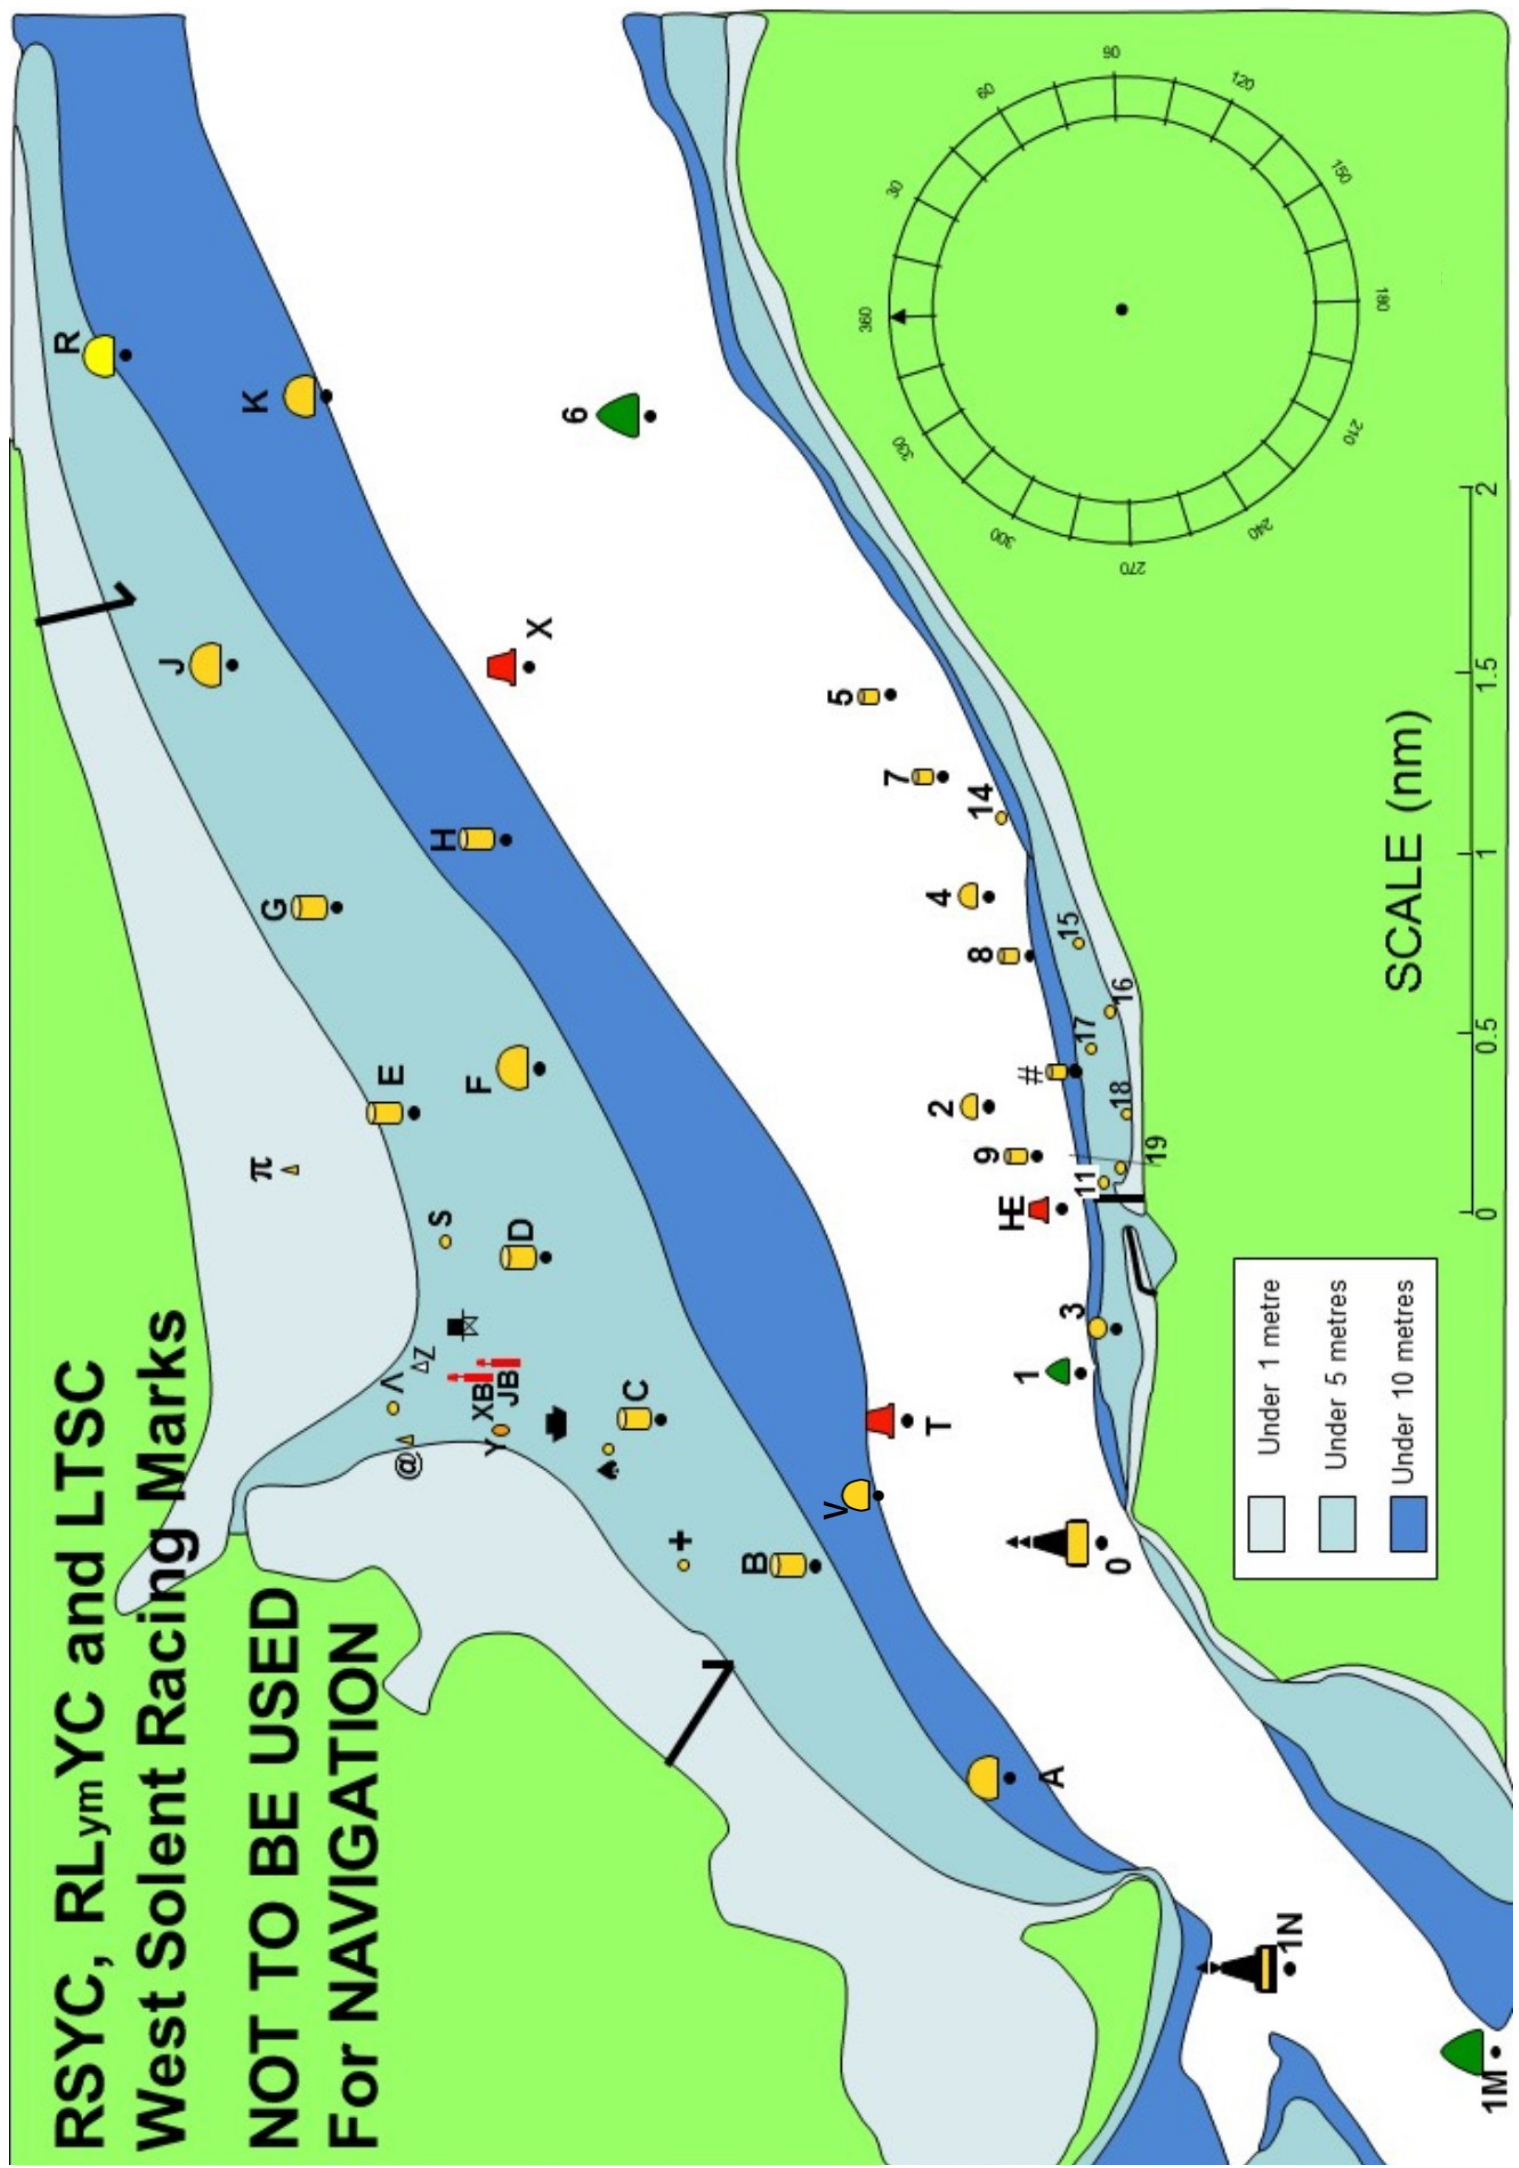 RSYC, RLymYC and LTSC
West Solent Racing Marks
NOT TO BE USED
For NAVIGATION
R
K
6
J
X
G
H
5
7
14
4
8
15
16
17
#
18
19
E
F
π
S
D
2
9
HE
11
Z
Λ
@
XB
JB
Y
C
♠
+
B
V
T
3
1
0
A
1N
1M
360
30
60
90
120
150
180
210
240
270
300
330
SCALE (nm)
0
0.5
1
1.5
2
Under 1 metre
Under 5 metres
Under 10 metres